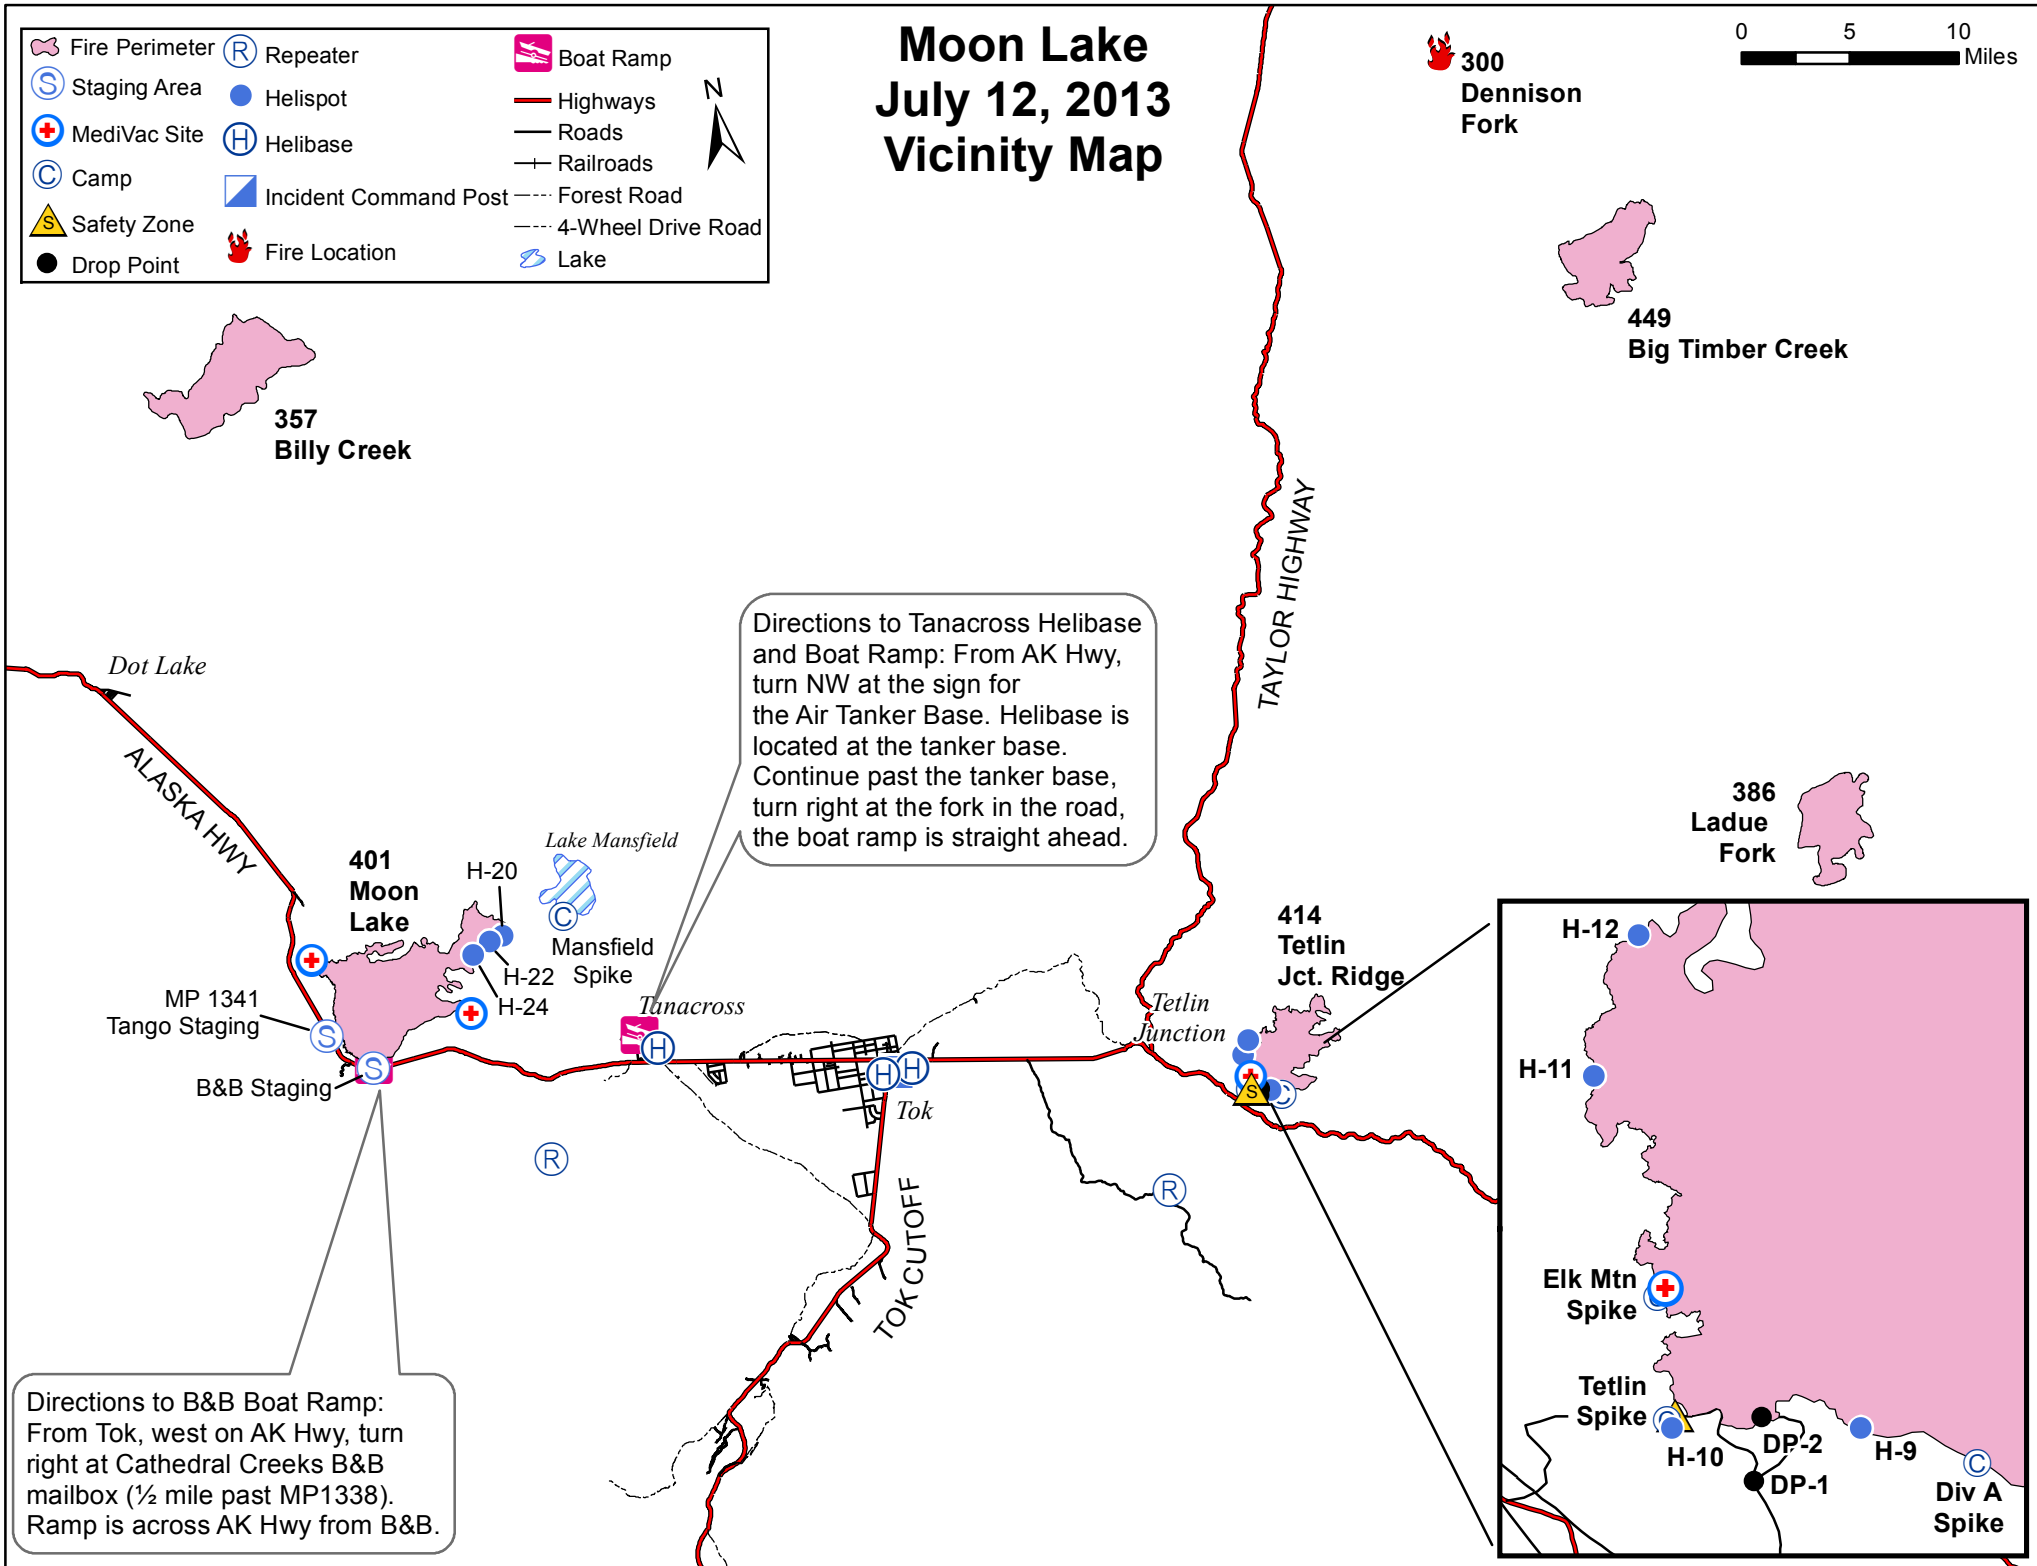 Moon Lake
July 12, 2013
Vicinity Map
Fire Perimeter
Staging Area
MediVac Site
Camp
Safety Zone
Drop Point
Repeater
Helispot
Helibase
Incident Command Post
Fire Location
Boat Ramp
Highways
Roads
Railroads
Forest Road
4-Wheel Drive Road
Lake
R
S
H
C
S
N
0 5 10
Miles
300
Dennison
Fork
449
Big Timber Creek
357
Billy Creek
Dot Lake
ALASKA HWY
TAYLOR HIGHWAY
Directions to Tanacross Helibase
and Boat Ramp: From AK Hwy,
turn NW at the sign for
the Air Tanker Base. Helibase is
located at the tanker base.
Continue past the tanker base,
turn right at the fork in the road,
the boat ramp is straight ahead.
386
Ladue
Fork
401
Moon
Lake
H-20
H-22
H-24
Lake Mansfield
C
Mansfield
Spike
MP 1341
Tango Staging
S
B&B Staging
S
Tanacross
H
H
H
Tok
Tetlin
Junction
414
Tetlin
Jct. Ridge
S
C
R
R
TOK CUTOFF
Directions to B&B Boat Ramp:
From Tok, west on AK Hwy, turn
right at Cathedral Creeks B&B
mailbox (½ mile past MP1338).
Ramp is across AK Hwy from B&B.
H-12
H-11
Elk Mtn
Spike
Tetlin
Spike
C
H-10
DP-2
DP-1
H-9
C
Div A
Spike